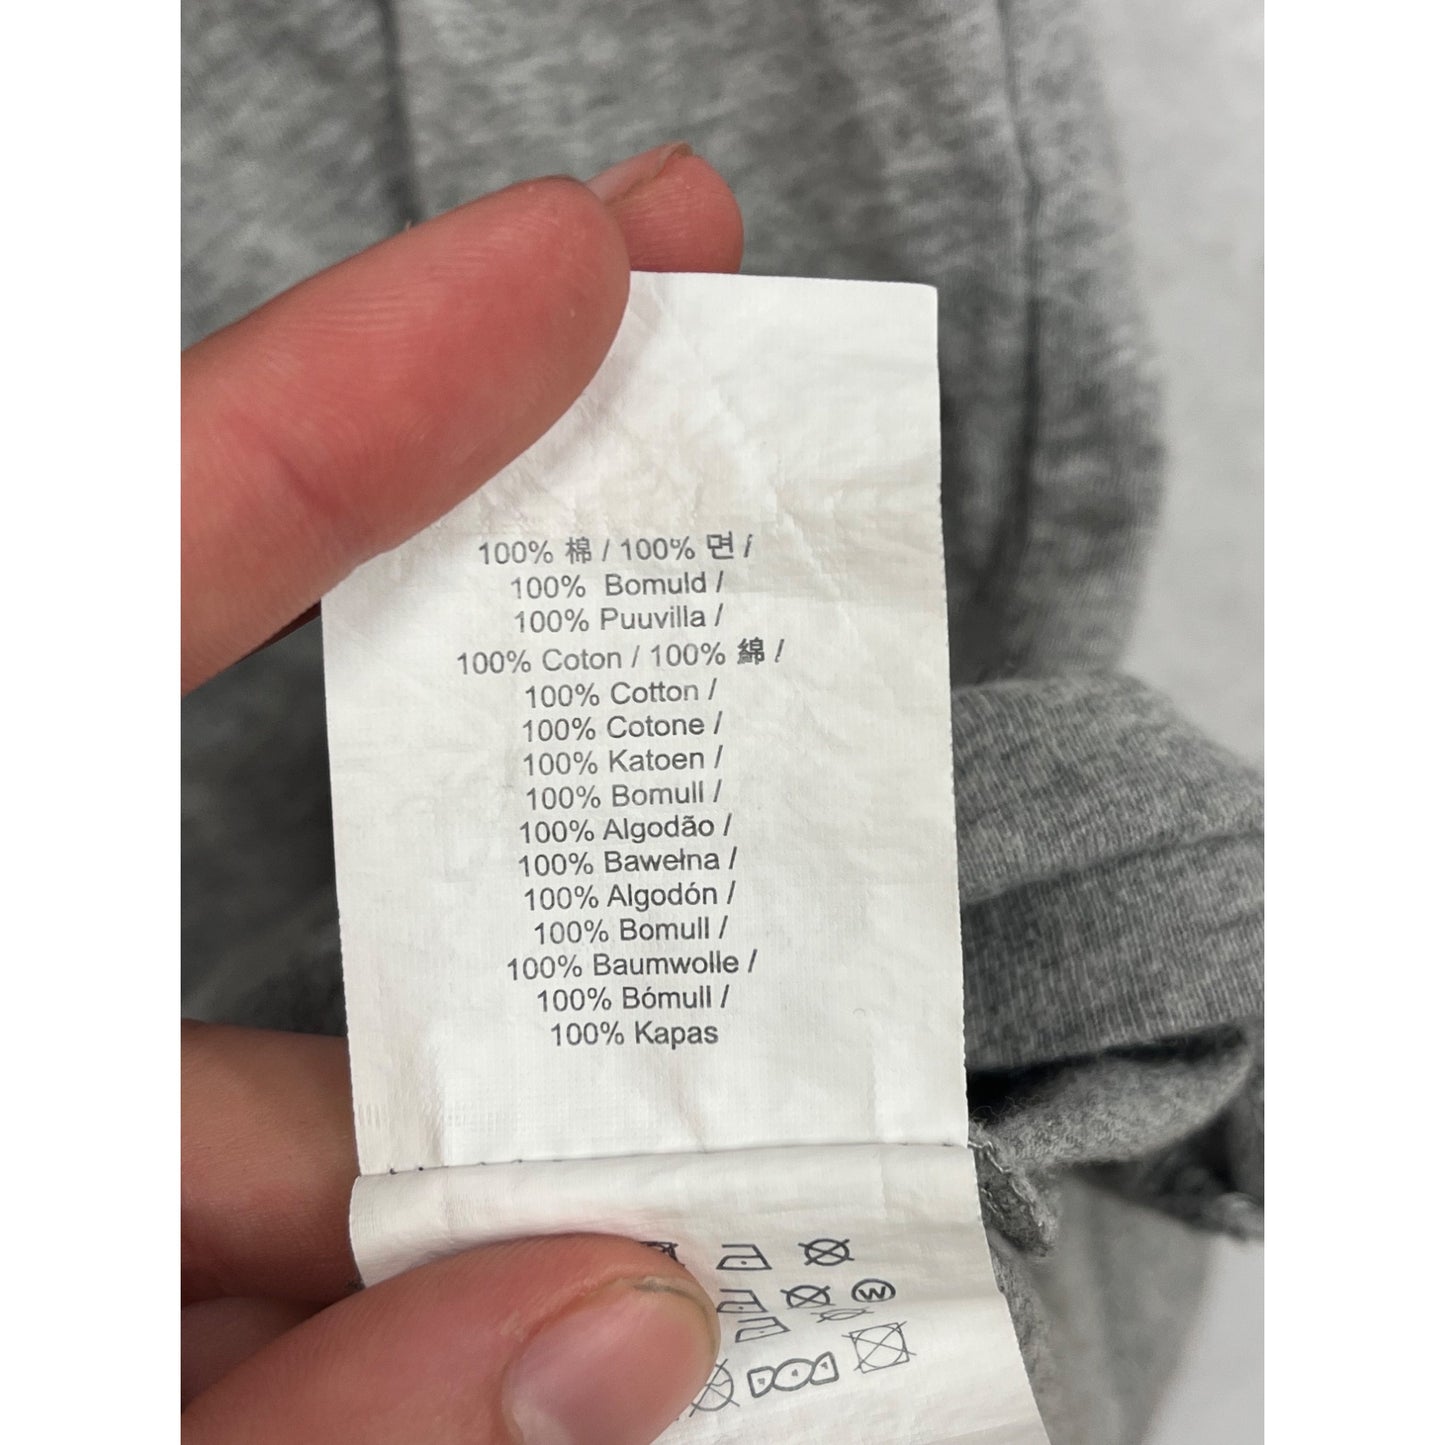 100% 棉 / 100% 면 /
100% Bomuld /
100% Puuvilla /
100% Coton / 100% 綿 /
100% Cotton /
100% Cotone /
100% Katoen /
100% Bomull /
100% Algodão /
100% Bawełna /
100% Algodón /
100% Bomull /
100% Baumwolle /
100% Bómull /
100% Kapas
W